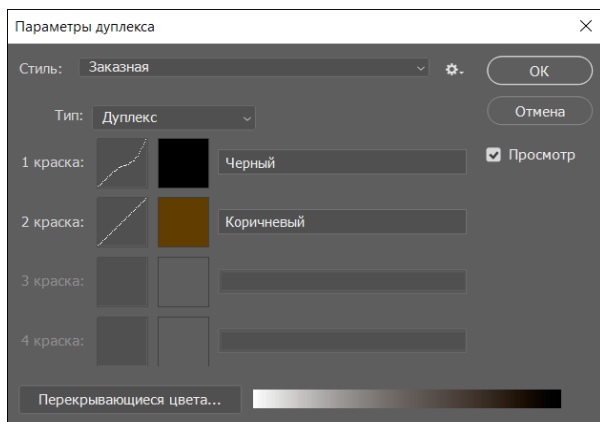 Параметры дуплекса
Стиль: Заказная
OK
Тип: Дуплекс
Отмена
1 краска: Черный
Просмотр
2 краска: Коричневый
3 краска:
4 краска:
Перекрывающиеся цвета...